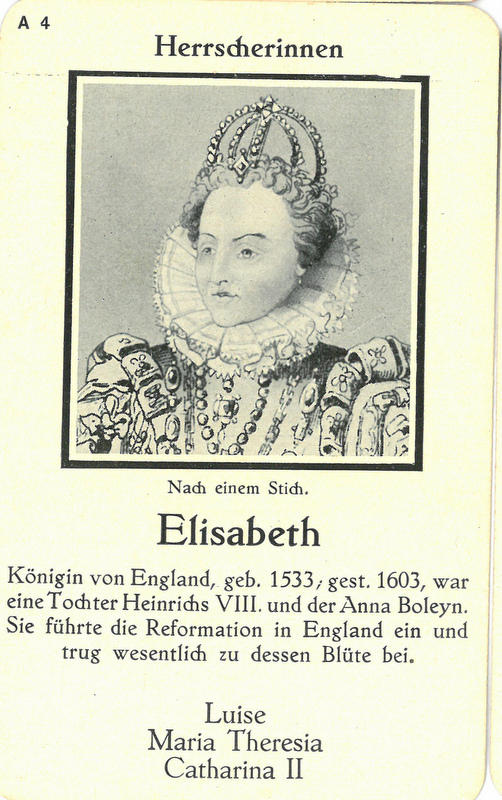 A 4
Herrscherinnen
Nach einem Stich.
Elisabeth
Königin von England, geb. 1533, gest. 1603, war
eine Tochter Heinrichs VIII. und der Anna Boleyn.
Sie führte die Reformation in England ein und
trug wesentlich zu dessen Blüte bei.
Luise
Maria Theresia
Catharina II